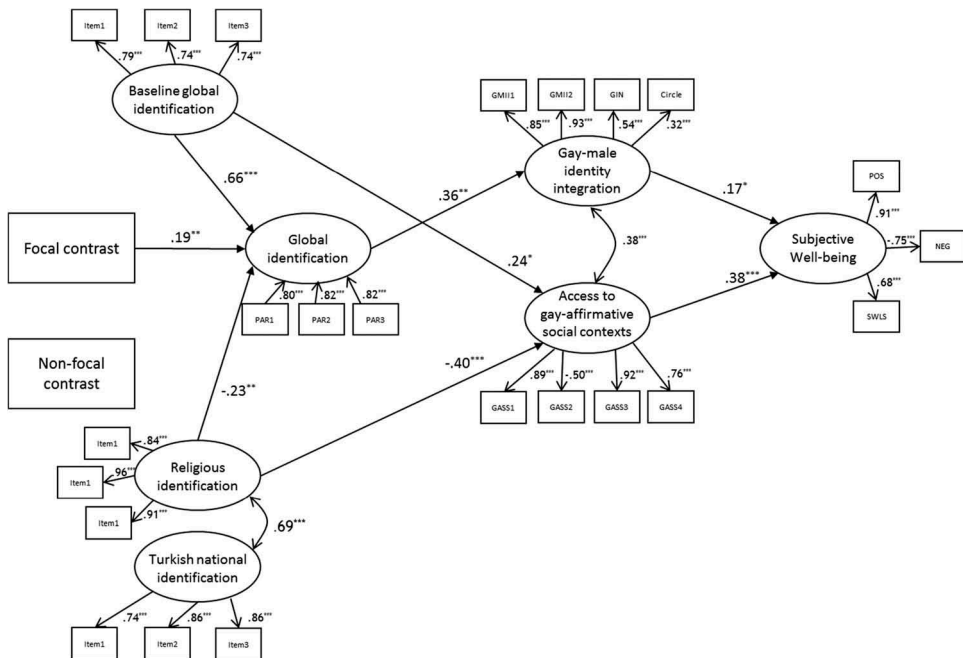 Item1 Item2 Item3
.79*** .74*** .74***
Baseline global
identification
GMII1 GMII2 GIN Circle
.85*** .93*** .54*** .32***
Gay-male
identity
integration
.66***
.36**
.17*
POS
.91***
Focal contrast
.19**
Global
identification
.38***
Subjective
Well-being
-.75***
NEG
.24*
.80*** .82*** .82***
PAR1 PAR2 PAR3
Access to
gay-affirmative
social contexts
.38***
.68***
SWLS
Non-focal
contrast
-.23**
-.40***
.89*** -.50*** .92*** .76***
GASS1 GASS2 GASS3 GASS4
Item1
.84***
Item1
.96***
Item1
.91***
Religious
identification
.69***
Turkish national
identification
.74*** .86*** .86***
Item1 Item2 Item3